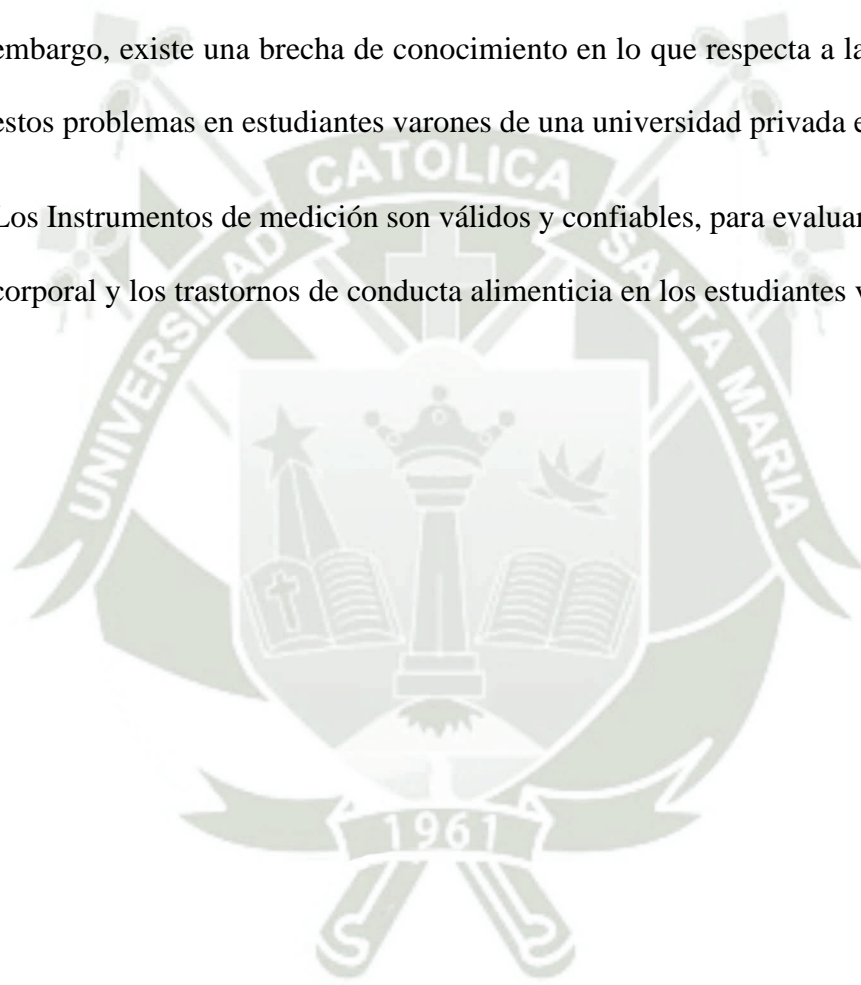 embargo, existe una brecha de conocimiento en lo que respecta a la
estos problemas en estudiantes varones de una universidad privada
Los Instrumentos de medición son válidos y confiables, para evaluar
corporal y los trastornos de conducta alimenticia en los estudiantes
UNIVERSIDAD CATOLICA SANTA MARIA
1961